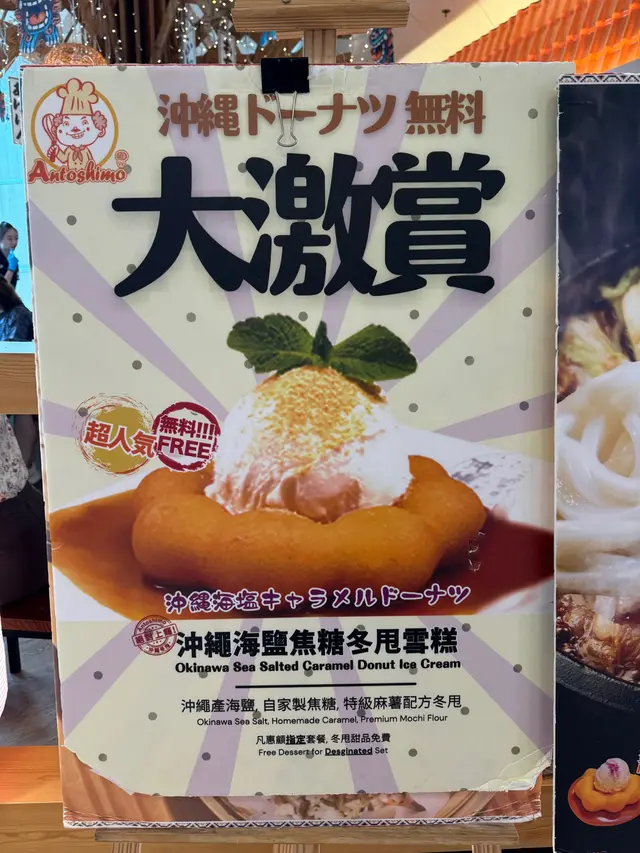 沖縄ドーナツ 無料
Antoshimo
大激賞
超人気
無料!!!
FREE
沖縄海塩キャラメルドーナツ
沖繩海鹽焦糖冬甩雪糕
Okinawa Sea Salted Caramel Donut Ice Cream
沖繩產海鹽, 自家製焦糖, 特級麻薯配方冬甩
Okinawa Sea Salt, Homemade Caramel, Premium Mochi Flour
凡惠顧指定套餐, 冬甩甜品免費
Free Dessert for Desginated Set